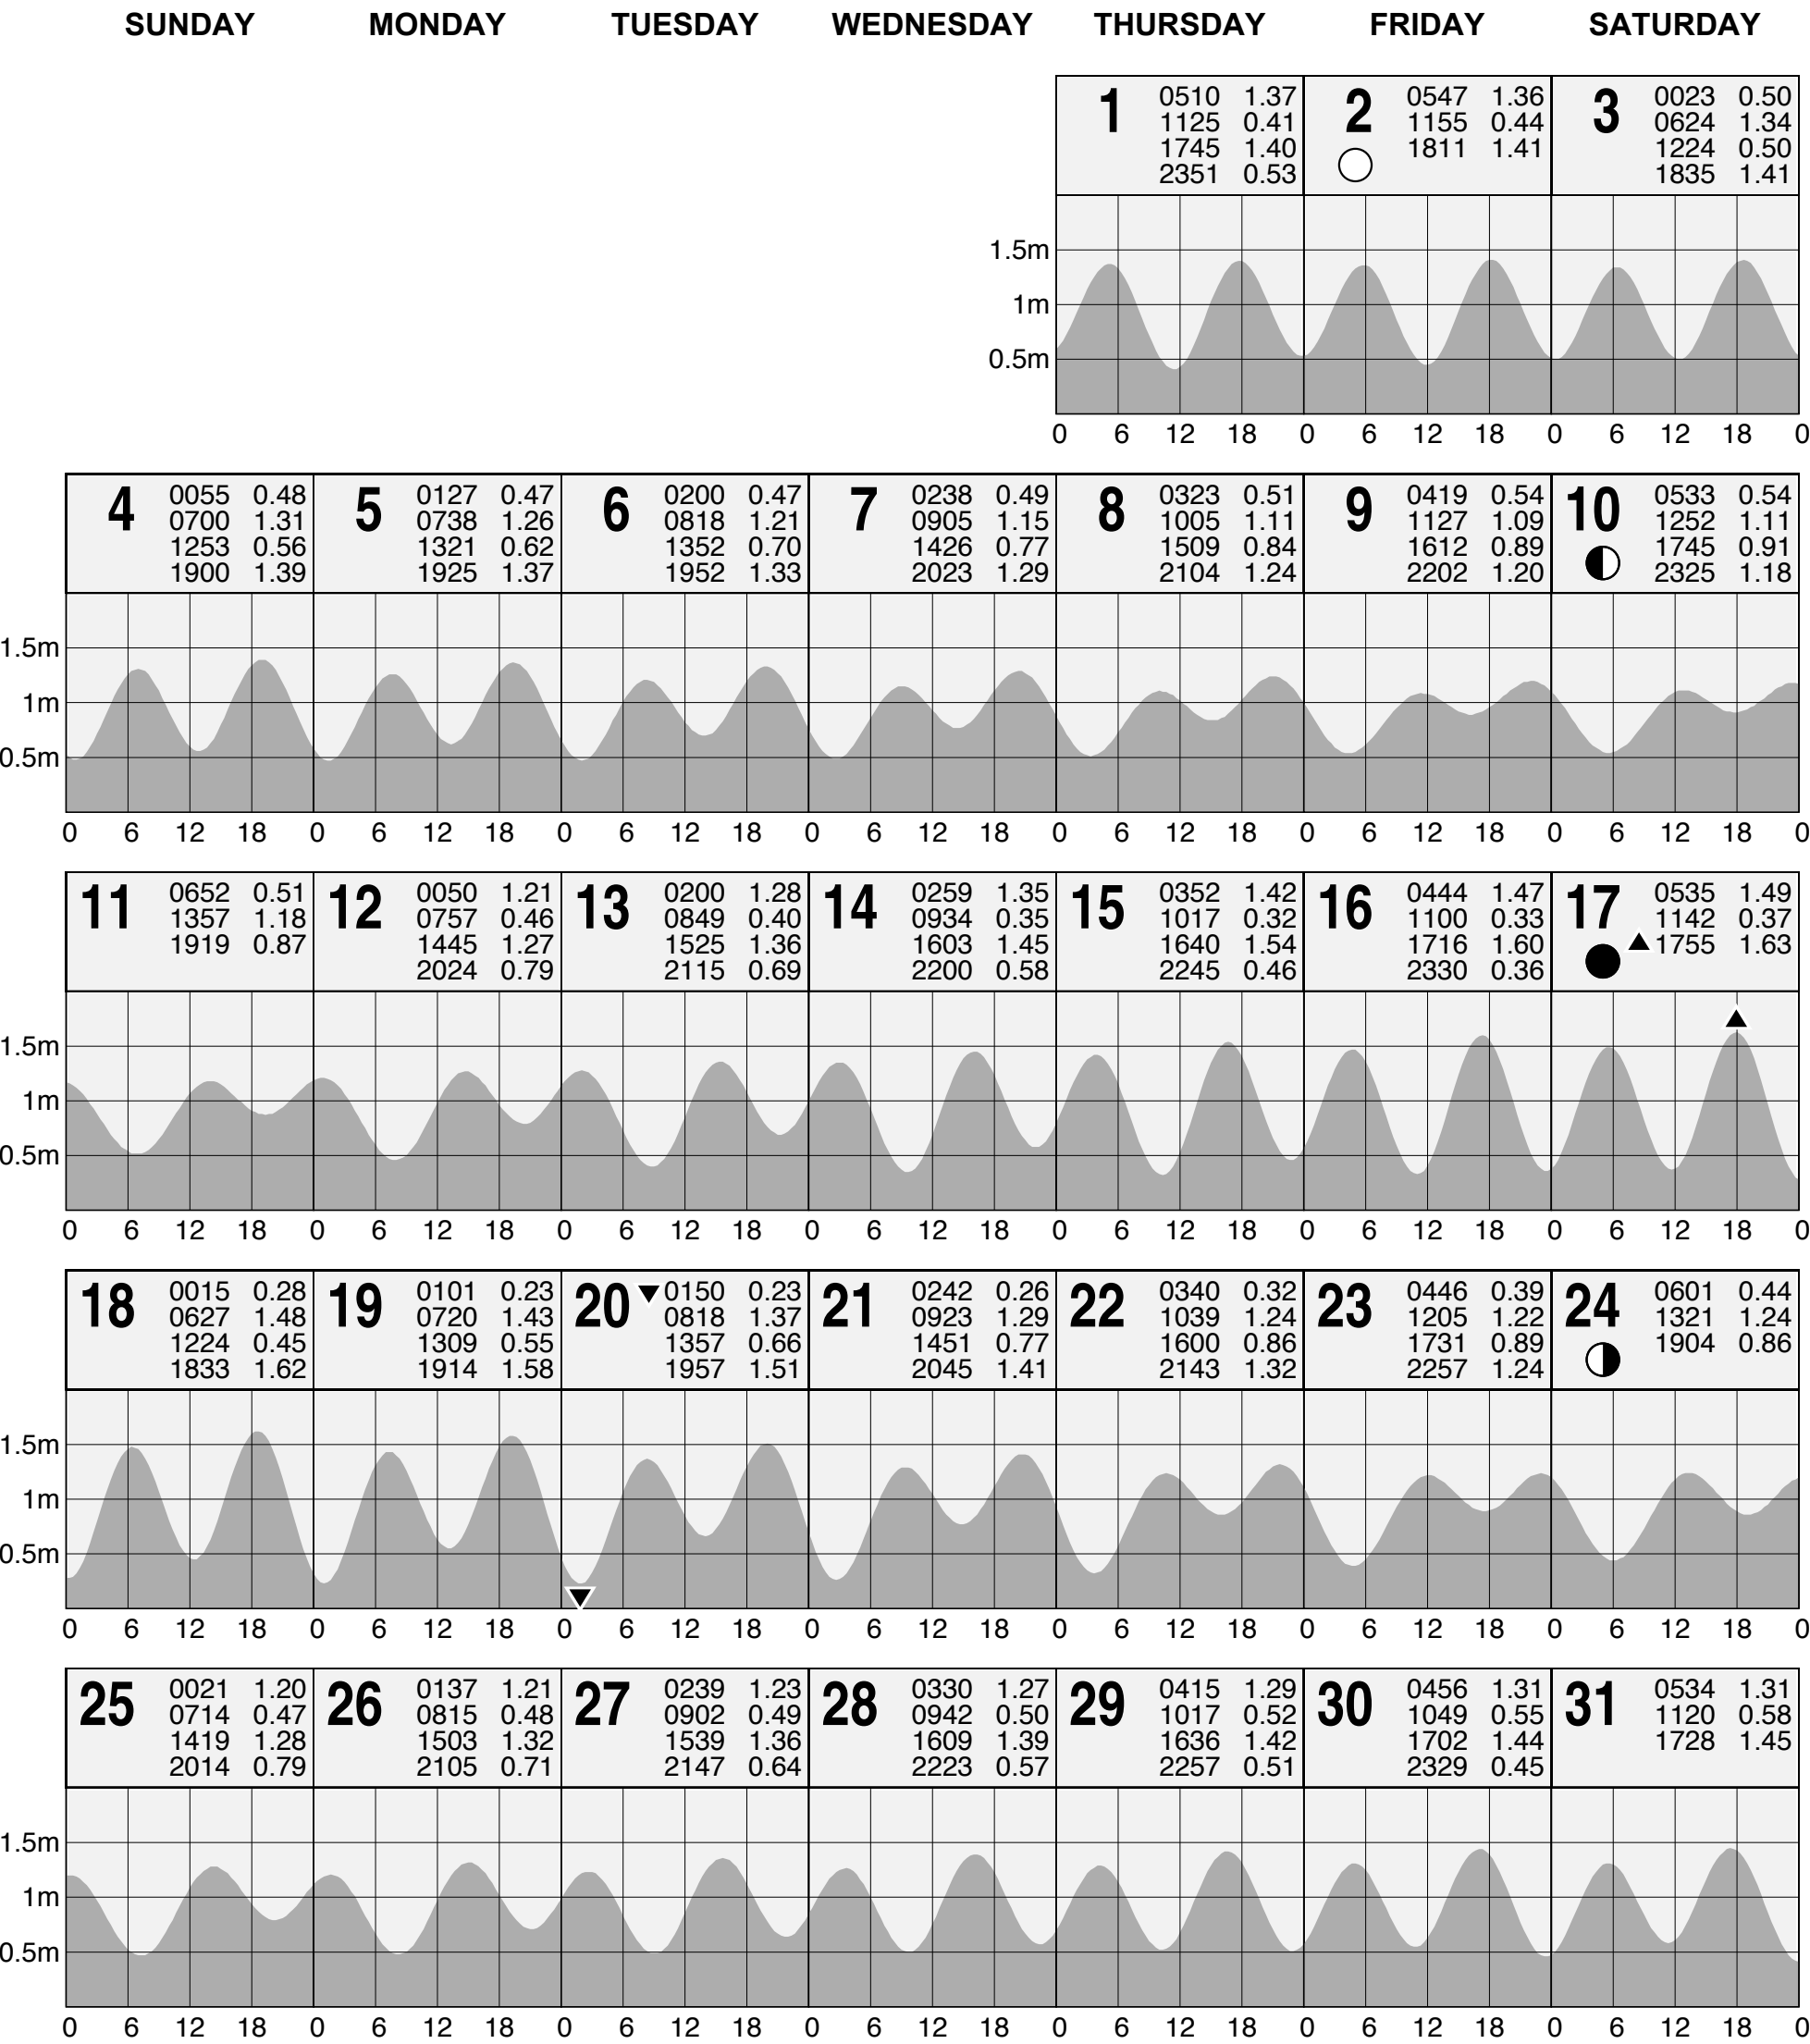 SUNDAY MONDAY TUESDAY WEDNESDAY THURSDAY FRIDAY SATURDAY
1 0510 1.37 2 0547 1.36 3 0023 0.50
1125 0.41 1155 0.44 0624 1.34
1745 1.40 1811 1.41 1224 0.50
2351 0.53 1835 1.41
1.5m
1m
0.5m
0 6 12 18 0 6 12 18 0 6 12 18 0
4 0055 0.48 5 0127 0.47 6 0200 0.47 7 0238 0.49 8 0323 0.51 9 0419 0.54 10 0533 0.54
0700 1.31 0738 1.26 0818 1.21 0905 1.15 1005 1.11 1127 1.09 1252 1.11
1253 0.56 1321 0.62 1352 0.70 1426 0.77 1509 0.84 1612 0.89 1745 0.91
1900 1.39 1925 1.37 1952 1.33 2023 1.29 2104 1.24 2202 1.20 2325 1.18
1.5m
1m
0.5m
0 6 12 18 0 6 12 18 0 6 12 18 0 6 12 18 0 6 12 18 0 6 12 18 0 6 12 18 0
11 0652 0.51 12 0050 1.21 13 0200 1.28 14 0259 1.35 15 0352 1.42 16 0444 1.47 17 0535 1.49
1357 1.18 0757 0.46 0849 0.40 0934 0.35 1017 0.32 1100 0.33 1142 0.37
1919 0.87 1445 1.27 1525 1.36 1603 1.45 1640 1.54 1716 1.60 1755 1.63
2024 0.79 2115 0.69 2200 0.58 2245 0.46 2330 0.36
1.5m
1m
0.5m
0 6 12 18 0 6 12 18 0 6 12 18 0 6 12 18 0 6 12 18 0 6 12 18 0 6 12 18 0
18 0015 0.28 19 0101 0.23 20 0150 0.23 21 0242 0.26 22 0340 0.32 23 0446 0.39 24 0601 0.44
0627 1.48 0720 1.43 0818 1.37 0923 1.29 1039 1.24 1205 1.22 1321 1.24
1224 0.45 1309 0.55 1357 0.66 1451 0.77 1600 0.86 1731 0.89 1904 0.86
1833 1.62 1914 1.58 1957 1.51 2045 1.41 2143 1.32 2257 1.24
1.5m
1m
0.5m
0 6 12 18 0 6 12 18 0 6 12 18 0 6 12 18 0 6 12 18 0 6 12 18 0 6 12 18 0
25 0021 1.20 26 0137 1.21 27 0239 1.23 28 0330 1.27 29 0415 1.29 30 0456 1.31 31 0534 1.31
0714 0.47 0815 0.48 0902 0.49 0942 0.50 1017 0.52 1049 0.55 1120 0.58
1419 1.28 1503 1.32 1539 1.36 1609 1.39 1636 1.42 1702 1.44 1728 1.45
2014 0.79 2105 0.71 2147 0.64 2223 0.57 2257 0.51 2329 0.45
1.5m
1m
0.5m
0 6 12 18 0 6 12 18 0 6 12 18 0 6 12 18 0 6 12 18 0 6 12 18 0 6 12 18 0